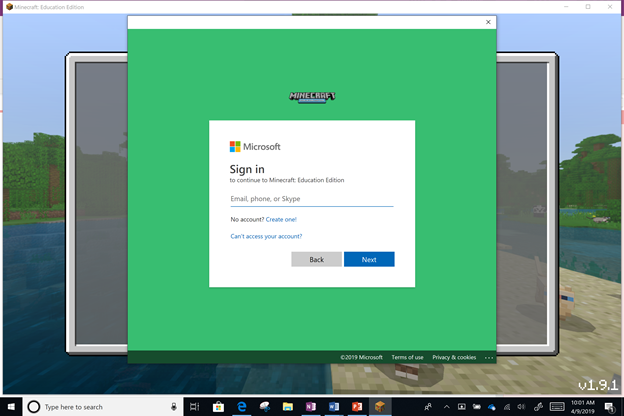 Minecraft: Education Edition
MINECRAFT
Microsoft
Sign in
to continue to Minecraft: Education Edition
Email, phone, or Skype
No account? Create one!
Can't access your account?
Back
Next
©2019 Microsoft Terms of use Privacy & cookies ...
v1.9.1
Type here to search
10:01 AM
4/9/2019